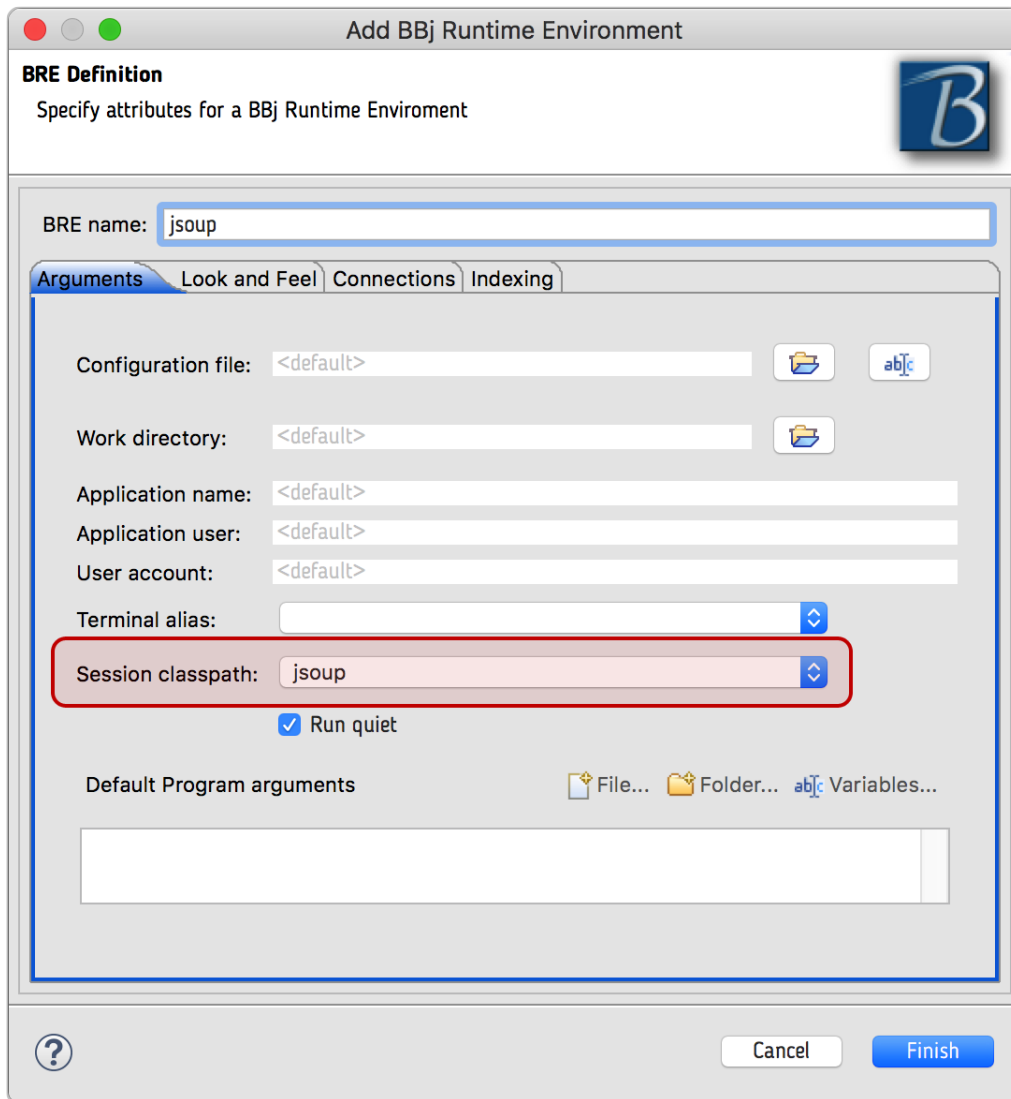 Add BBj Runtime Environment
BRE Definition
Specify attributes for a BBj Runtime Enviroment
B
BRE name: jsoup
Arguments Look and Feel Connections Indexing
Configuration file: <default> abc
Work directory: <default>
Application name: <default>
Application user: <default>
User account: <default>
Terminal alias:
Session classpath: jsoup
Run quiet
Default Program arguments File... Folder... abc Variables...
? Cancel Finish